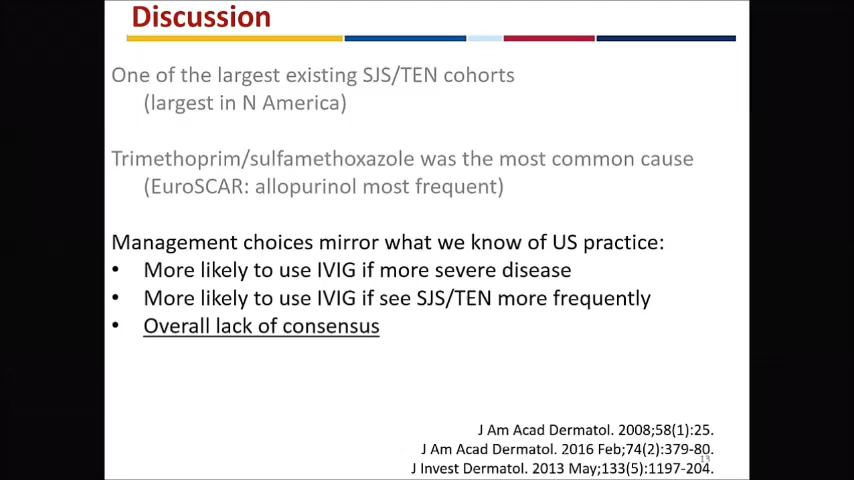 Discussion
One of the largest existing SJS/TEN cohorts
(largest in N America)
Trimethoprim/sulfamethoxazole was the most common cause
(EuroSCAR: allopurinol most frequent)
Management choices mirror what we know of US practice:
• More likely to use IVIG if more severe disease
• More likely to use IVIG if see SJS/TEN more frequently
• Overall lack of consensus
J Am Acad Dermatol. 2008;58(1):25.
J Am Acad Dermatol. 2016 Feb;74(2):379-80.
13
J Invest Dermatol. 2013 May;133(5):1197-204.